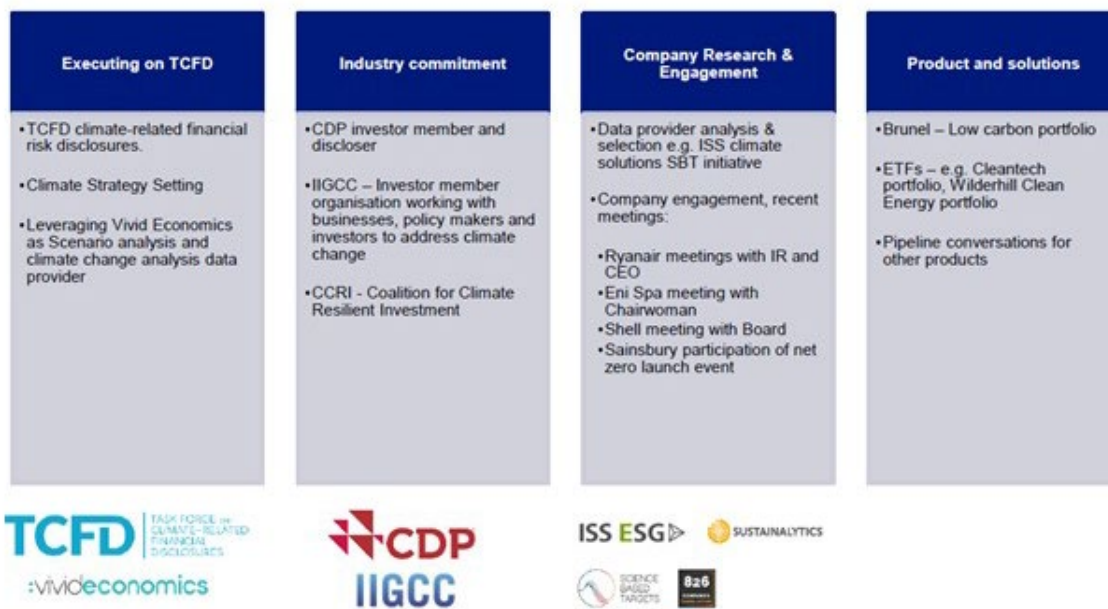 Executing on TCFD
•TCFD climate-related financial
risk disclosures.
•Climate Strategy Setting
•Leveraging Vivid Economics
as Scenario analysis and
climate change analysis data
provider
Industry commitment
•CDP investor member and
discloser
•IIGCC – Investor member
organisation working with
businesses, policy makers and
investors to address climate
change
•CCRI - Coalition for Climate
Resilient Investment
Company Research &
Engagement
•Data provider analysis &
selection e.g. ISS climate
solutions SBT initiative
•Company engagement, recent
meetings:
•Ryanair meetings with IR and
CEO
•Eni Spa meeting with
Chairwoman
•Shell meeting with Board
•Sainsbury participation of net
zero launch event
Product and solutions
•Brunel – Low carbon portfolio
•ETFs – e.g. Cleantech
portfolio, Wilderhill Clean
Energy portfolio
•Pipeline conversations for
other products
TCFD
TASK FORCE ON
CLIMATE-RELATED
FINANCIAL
DISCLOSURES
:vivideconomics
CDP
IIGCC
ISS ESG
SUSTAINALYTICS
SCIENCE
BASED
TARGETS
826